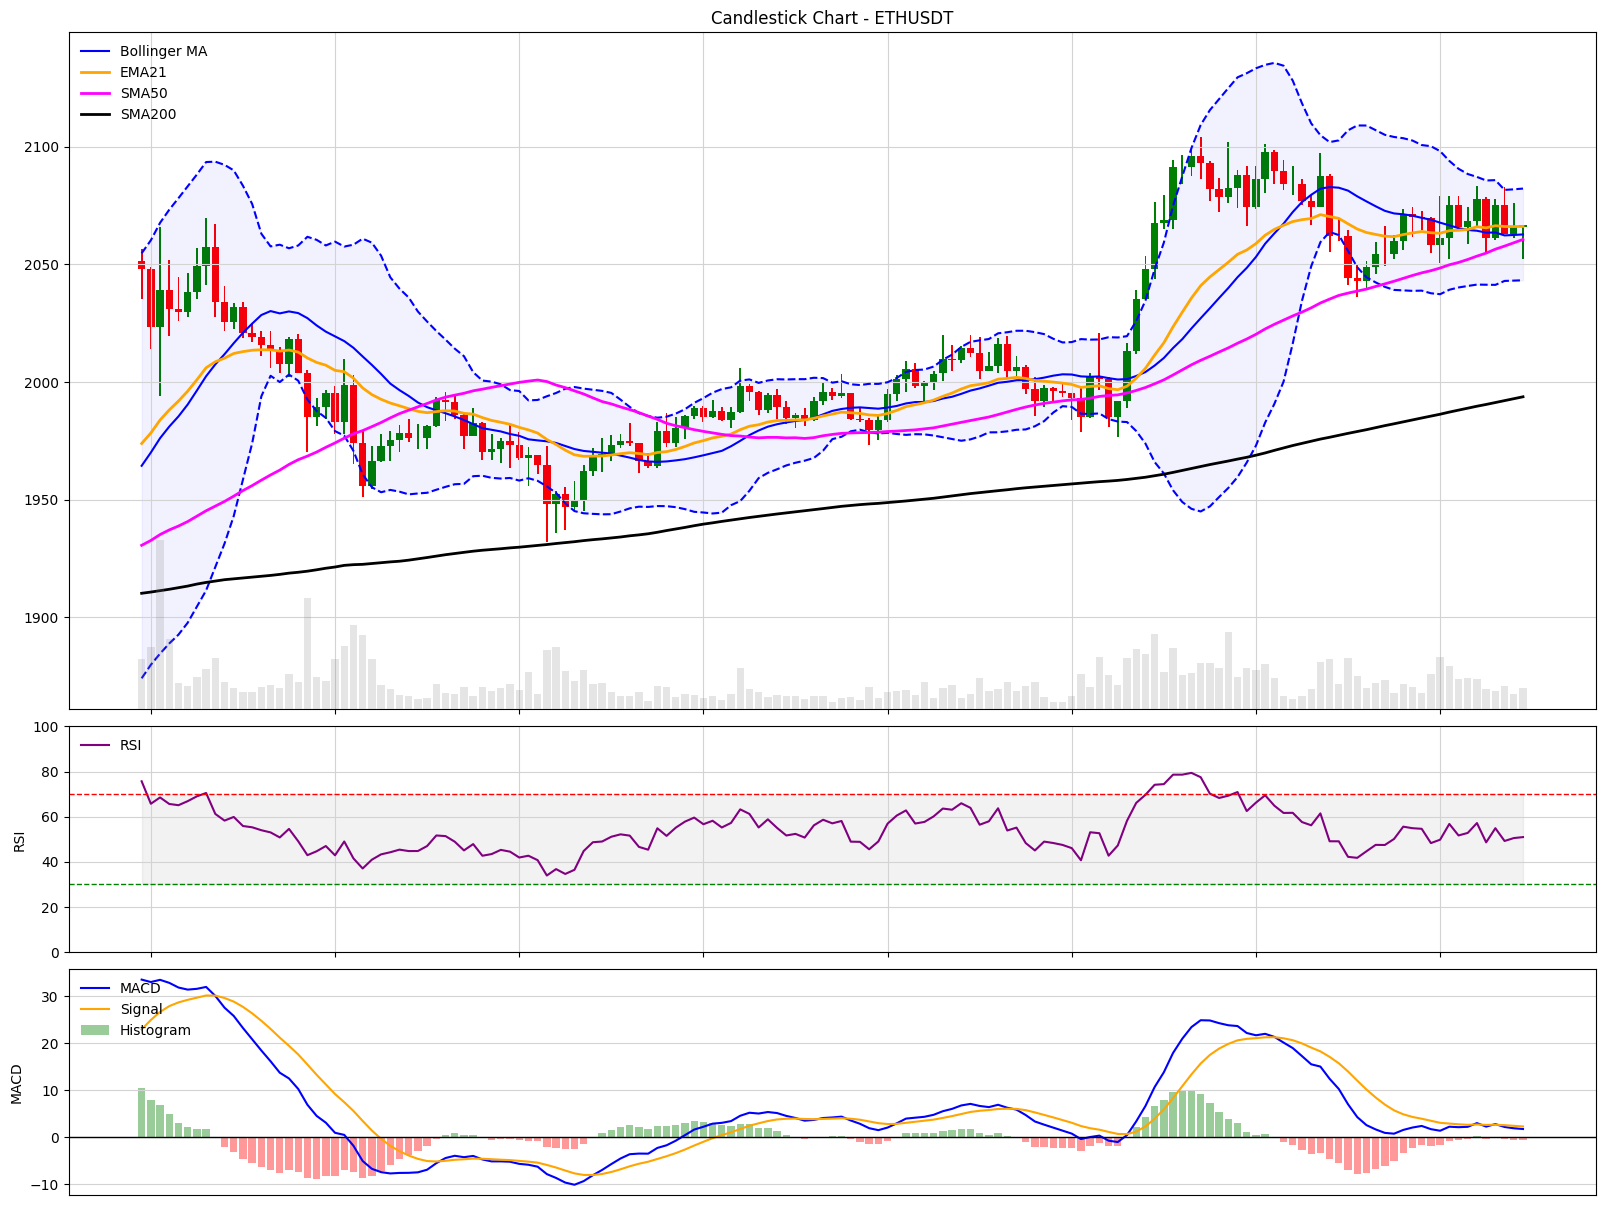 Candlestick Chart - ETHUSDT
Bollinger MA
EMA21
SMA50
SMA200
2100
2050
2000
1950
1900
RSI
100
80
60
40
20
0
RSI
MACD
Signal
Histogram
30
20
10
0
−10
MACD